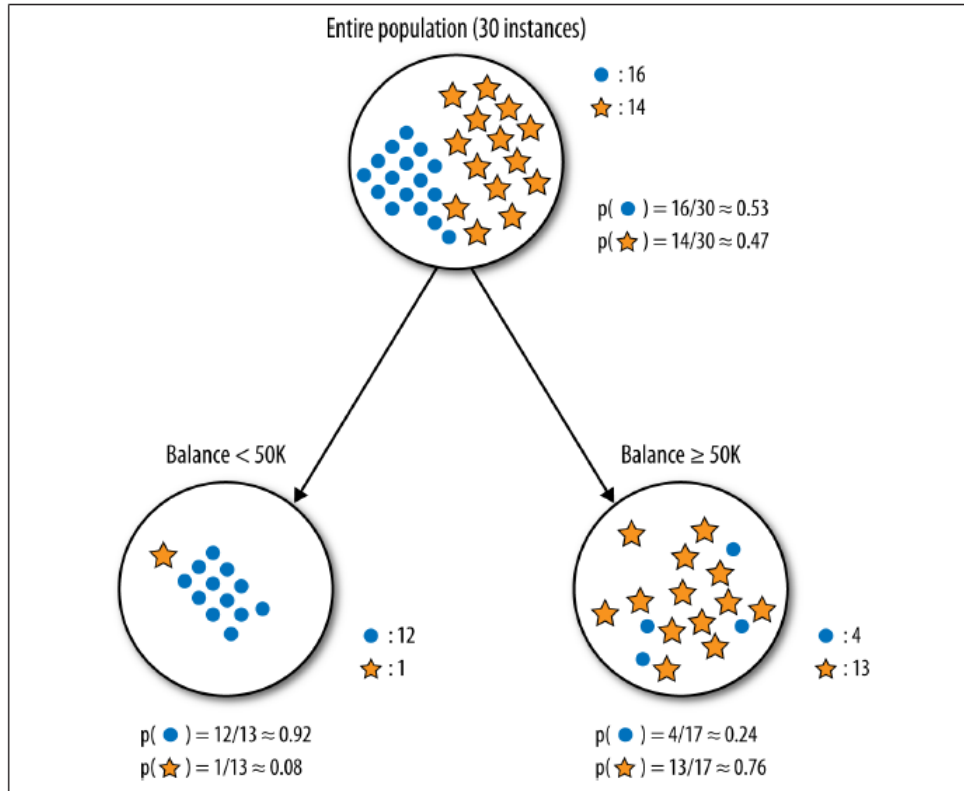 Entire population (30 instances)
● : 16
☆ : 14
p( ● ) = 16/30 ≈ 0.53
p( ☆ ) = 14/30 ≈ 0.47
Balance < 50K
Balance ≥ 50K
● : 12
☆ : 1
● : 4
☆ : 13
p( ● ) = 12/13 ≈ 0.92
p( ☆ ) = 1/13 ≈ 0.08
p( ● ) = 4/17 ≈ 0.24
p( ☆ ) = 13/17 ≈ 0.76